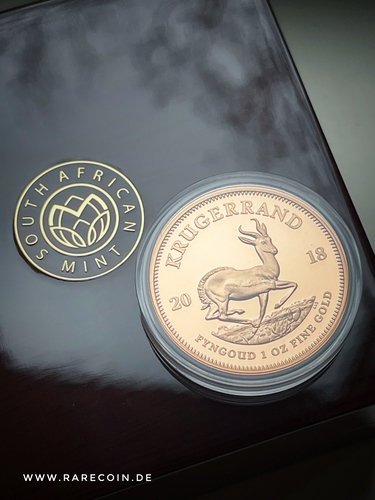 SOUTH AFRICAN MINT
KRUGERRAND
20 18
FYNGOUD 1 OZ FINE GOLD
WWW.RARECOIN.DE